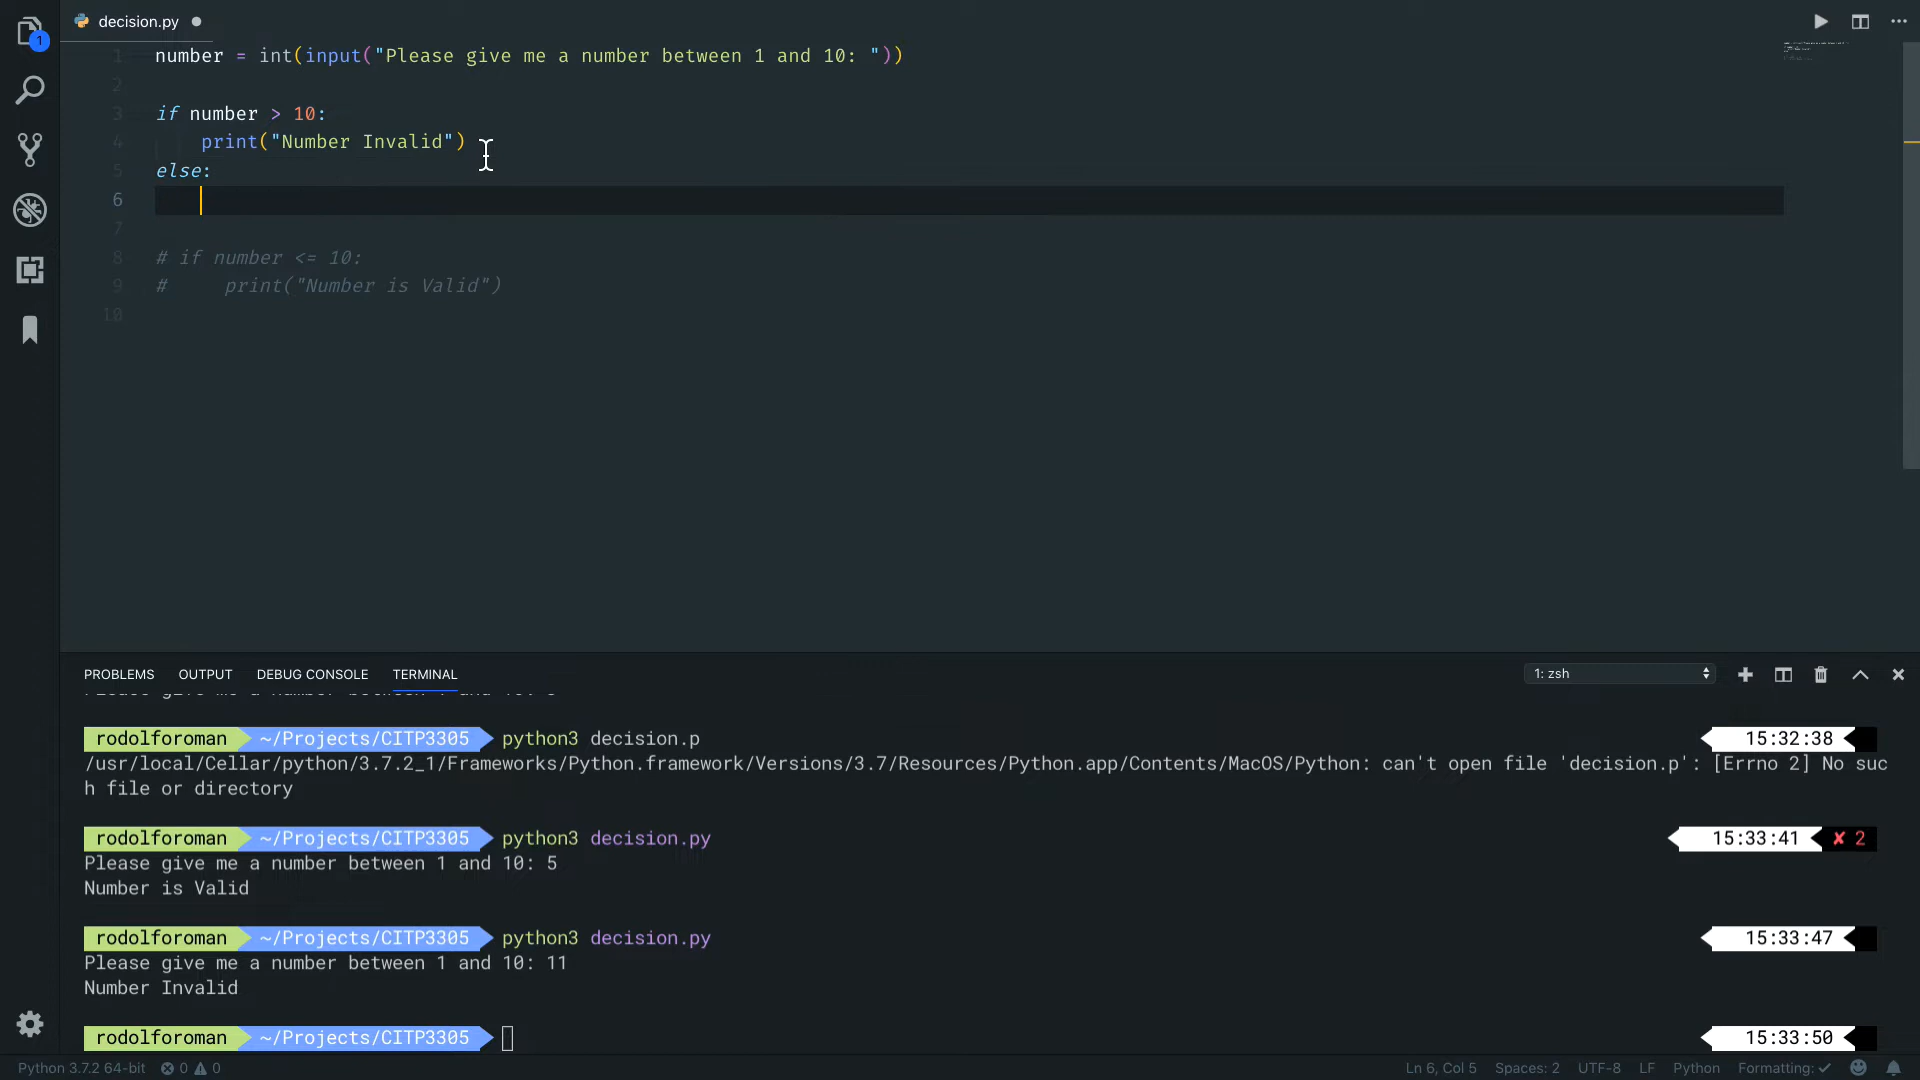 1
decision.py
1 number = int(input("Please give me a number between 1 and 10: "))
2
3 if number > 10:
4 print("Number Invalid")
5 else:
6
7
8 # if number <= 10:
9 # print("Number is Valid")
10
PROBLEMS OUTPUT DEBUG CONSOLE TERMINAL 1: zsh
Please give me a number between 1 and 10:
rodolforoman ~/Projects/CITP3305 python3 decision.p 15:32:38
/usr/local/Cellar/python/3.7.2_1/Frameworks/Python.framework/Versions/3.7/Resources/Python.app/Contents/MacOS/Python: can't open file 'decision.p': [Errno 2] No suc
h file or directory
rodolforoman ~/Projects/CITP3305 python3 decision.py 15:33:41 ✘ 2
Please give me a number between 1 and 10: 5
Number is Valid
rodolforoman ~/Projects/CITP3305 python3 decision.py 15:33:47
Please give me a number between 1 and 10: 11
Number Invalid
rodolforoman ~/Projects/CITP3305 15:33:50
Python 3.7.2 64-bit 0 0 Ln 6, Col 5 Spaces: 2 UTF-8 LF Python Formatting: ✓